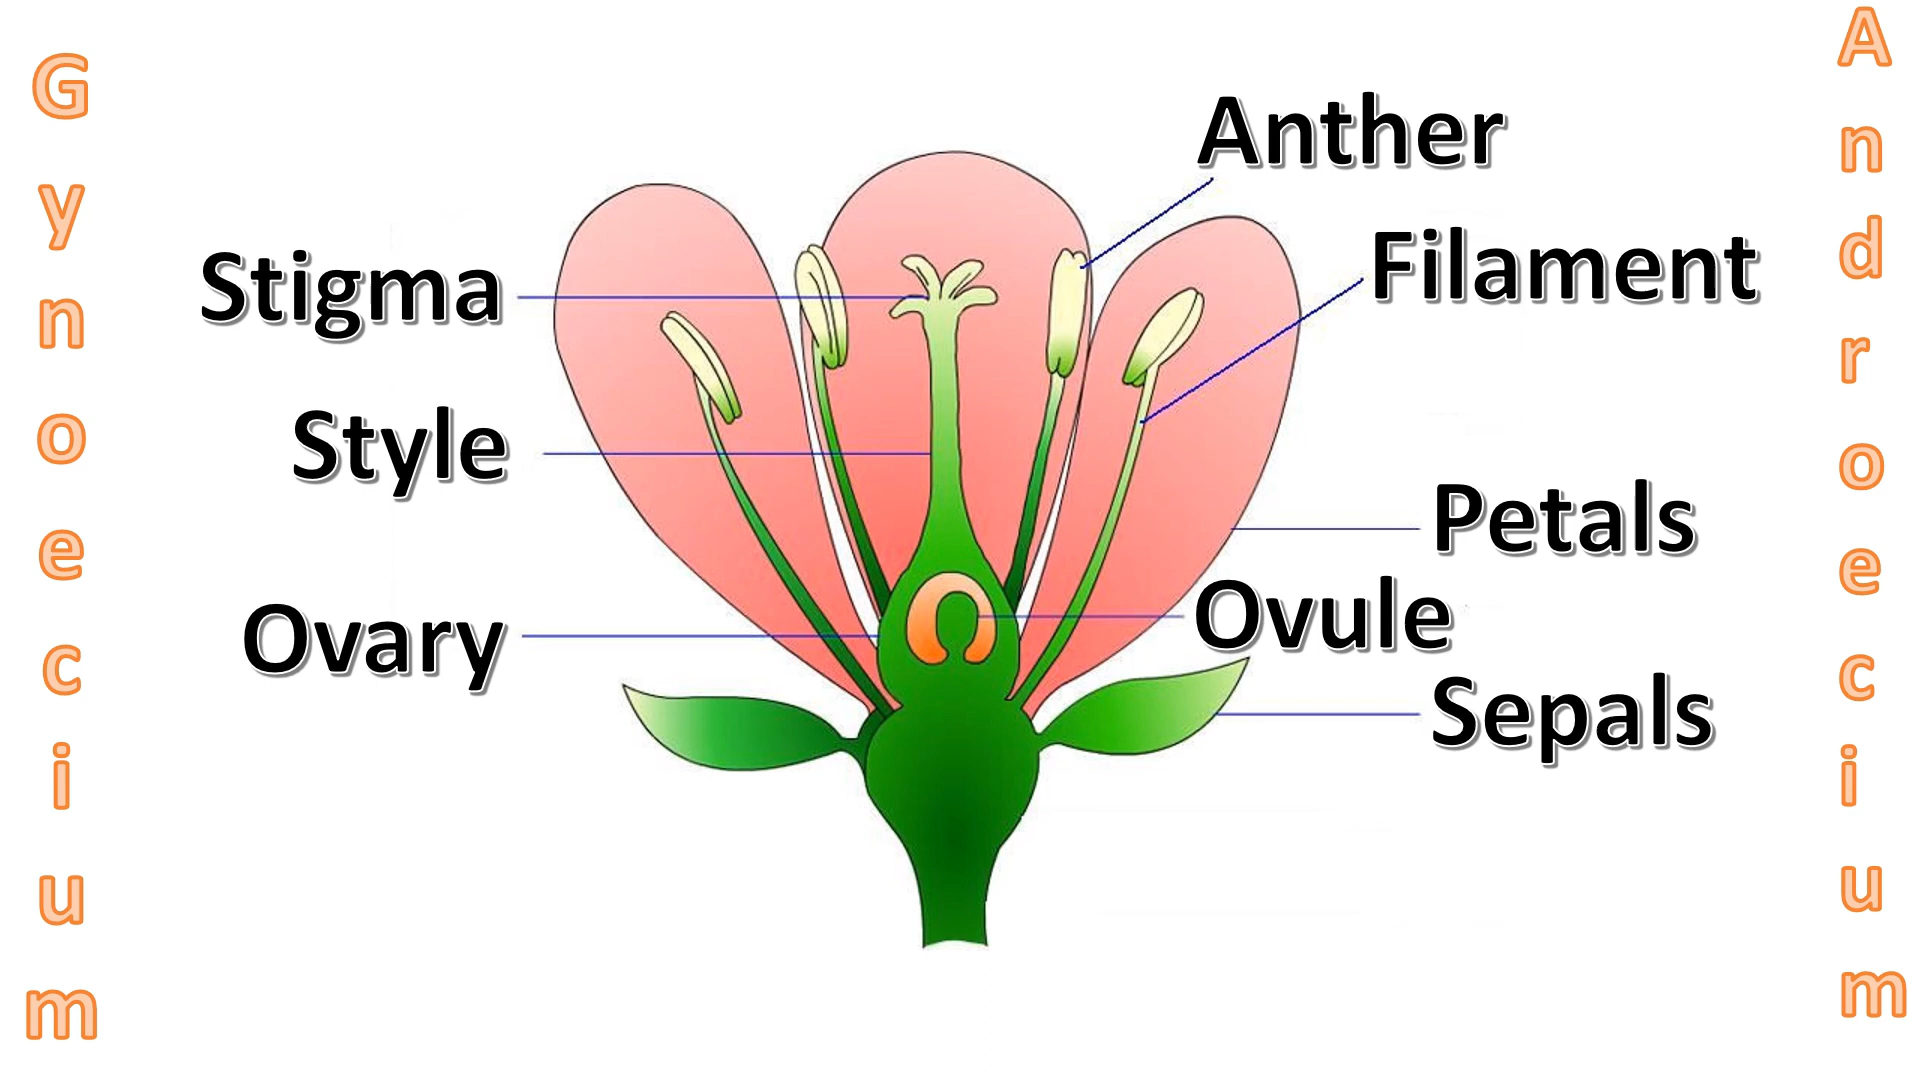 Gynoecium
Stigma
Style
Ovary
Anther
Filament
Petals
Ovule
Sepals
Androecium